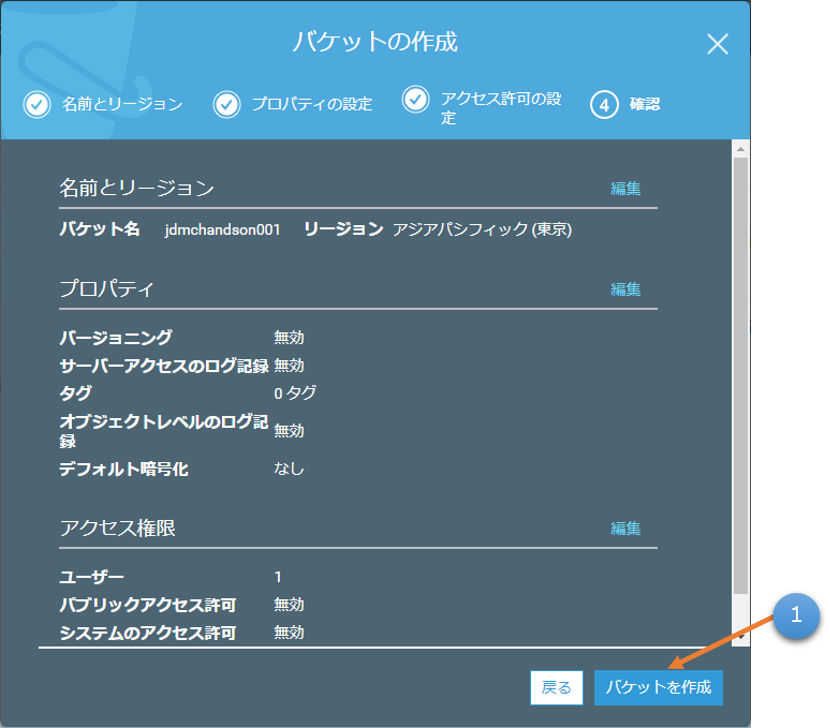 バケットの作成
名前とリージョン
プロパティの設定
アクセス許可の設
定
4 確認
名前とリージョン 編集
バケット名 jdmchandson001 リージョン アジアパシフィック (東京)
プロパティ 編集
バージョニング 無効
サーバーアクセスのログ記録 無効
タグ 0 タグ
オブジェクトレベルのログ記
録 無効
デフォルト暗号化 なし
アクセス権限 編集
ユーザー 1
パブリックアクセス許可 無効
システムのアクセス許可 無効
1
戻る バケットを作成